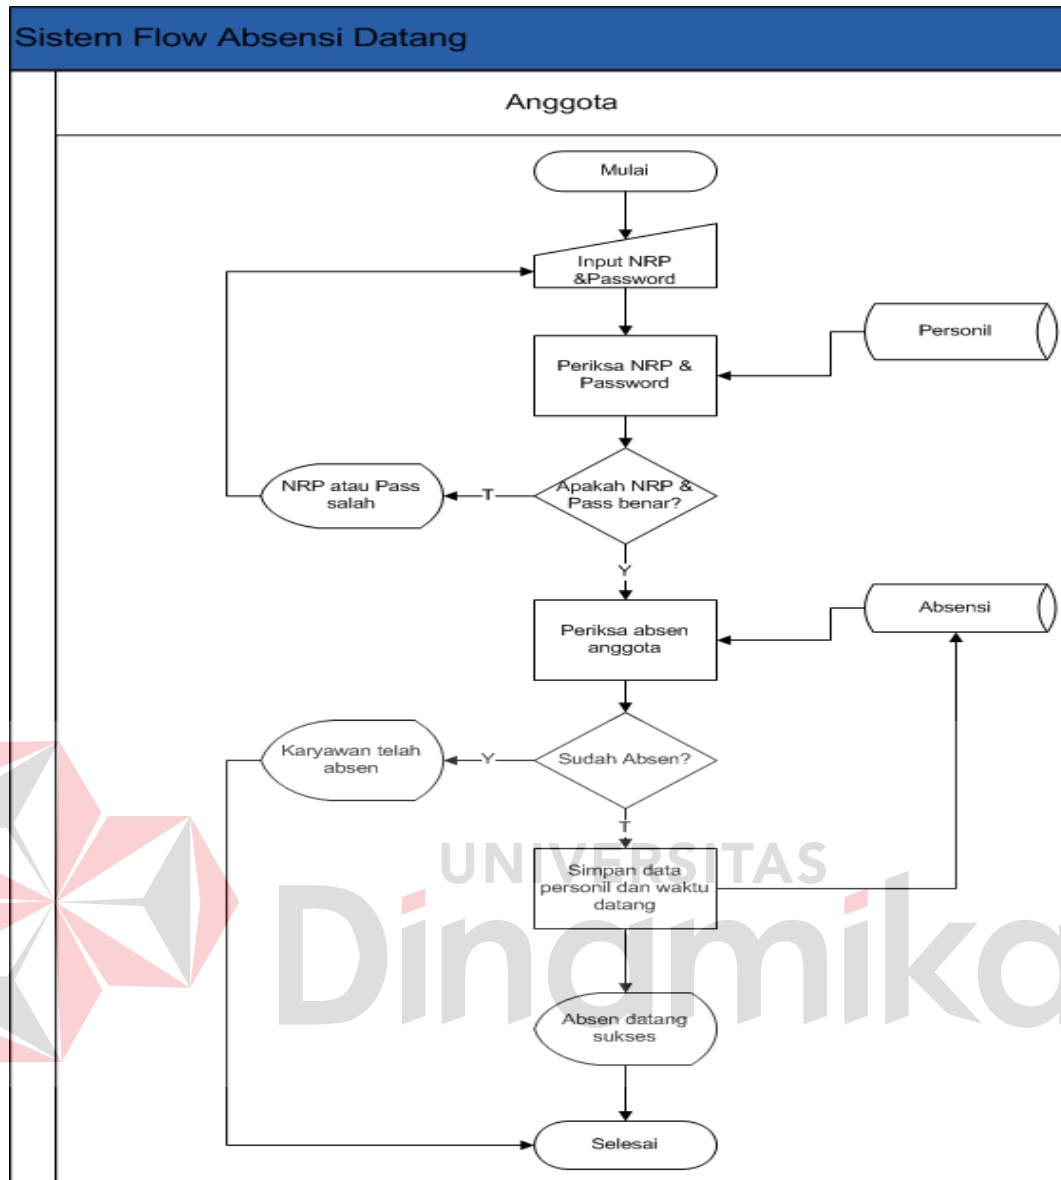 Sistem Flow Absensi Datang
Anggota
Mulai
Input NRP
&Password
Personil
Periksa NRP &
Password
NRP atau Pass
salah
T
Apakah NRP &
Pass benar?
Y
Absensi
Periksa absen
anggota
Karyawan telah
absen
Y
Sudah Absen?
T
UNIVERSITAS
Dinamika
Simpan data
personil dan waktu
datang
Absen datang
sukses
Selesai